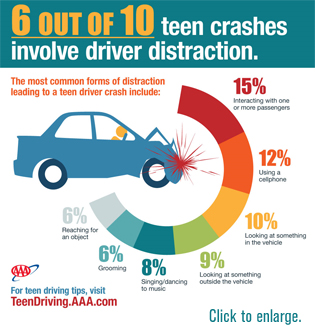 6 OUT OF 10 teen crashes
involve driver distraction.
The most common forms of distraction
leading to a teen driver crash include:
15%
Interacting with one
or more passengers
12%
Using a
cellphone
10%
Looking at something
in the vehicle
9%
Looking at something
outside the vehicle
8%
Singing/dancing
to music
6%
Grooming
6%
Reaching for
an object
AAA
For teen driving tips, visit
TeenDriving.AAA.com
Click to enlarge.